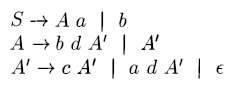 S → A a | b
A → b d A′ | A′
A′ → c A′ | a d A′ | ϵ